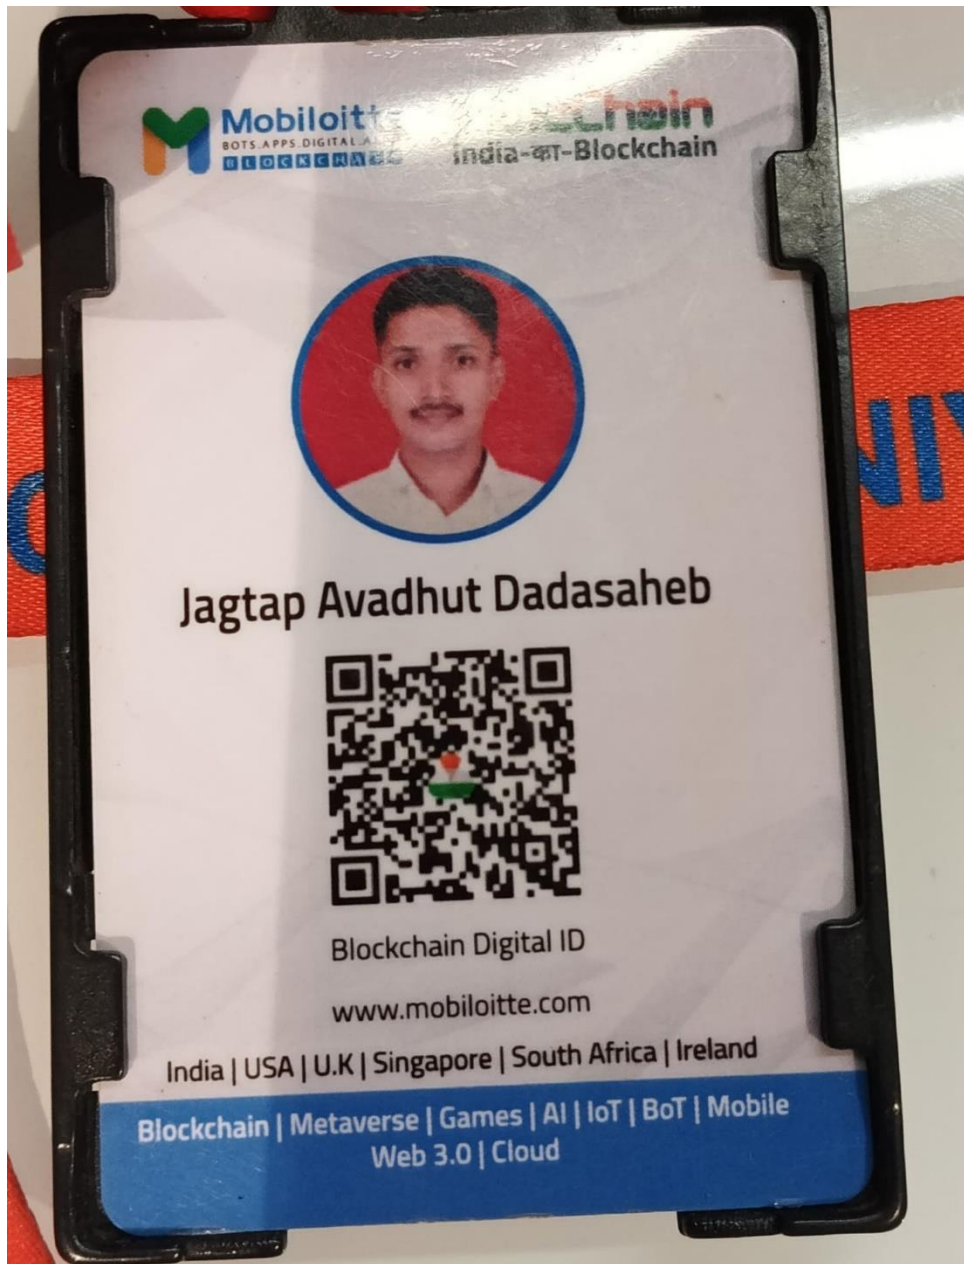 Mobiloitte
BOTS.APPS.DIGITAL.
BLOCKCHAIN
India-का-Blockchain
Jagtap Avadhut Dadasaheb
Blockchain Digital ID
www.mobiloitte.com
India | USA | U.K | Singapore | South Africa | Ireland
Blockchain | Metaverse | Games | AI | IoT | BoT | Mobile
Web 3.0 | Cloud